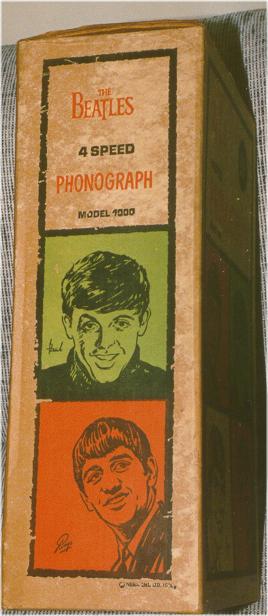 THE
BEATLES
4 SPEED
PHONOGRAPH
MODEL 1000
Paul
Ringo